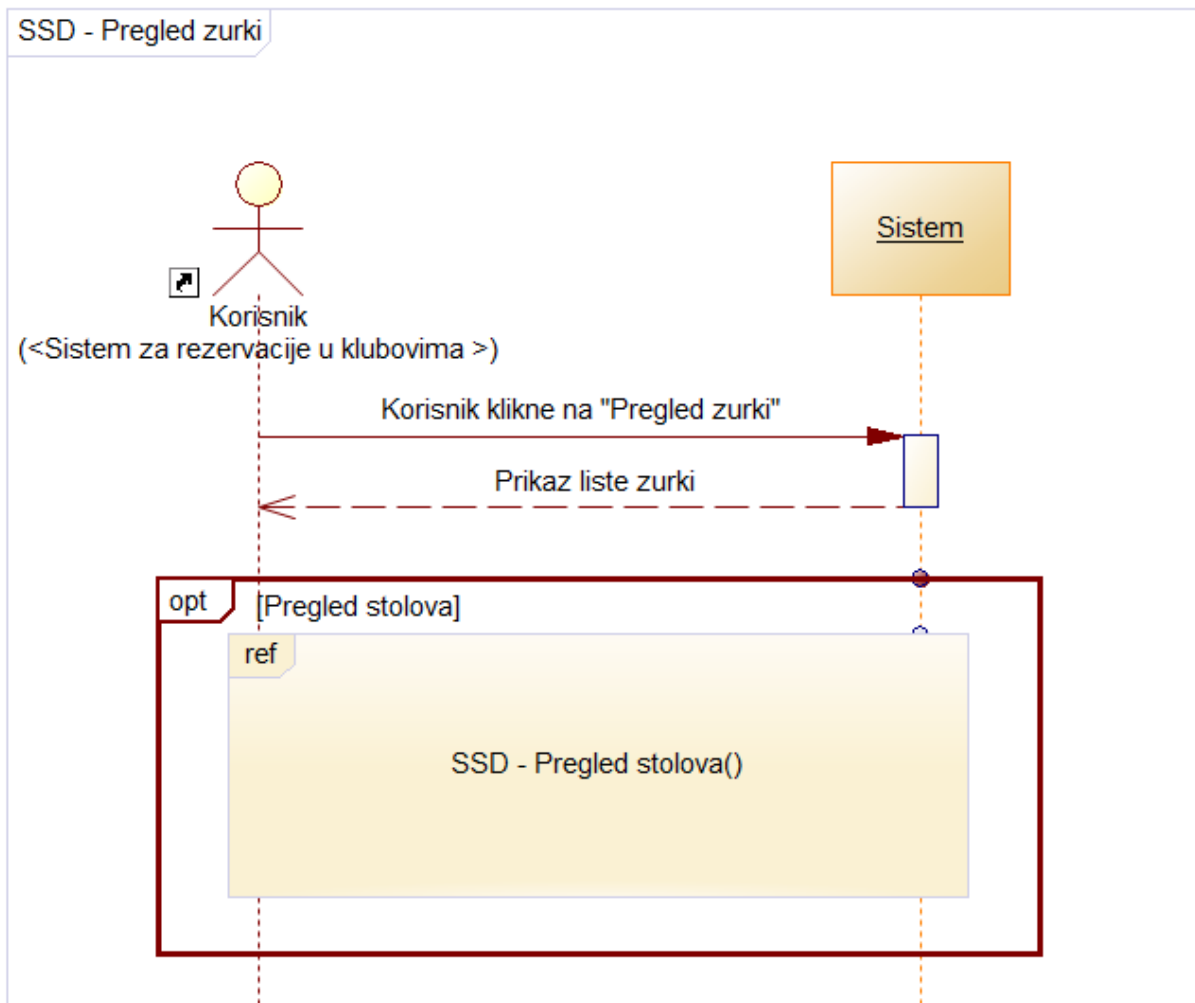 SSD - Pregled zurki
Sistem
Korisnik
(<Sistem za rezervacije u klubovima >)
Korisnik klikne na "Pregled zurki"
Prikaz liste zurki
opt
[Pregled stolova]
ref
SSD - Pregled stolova()